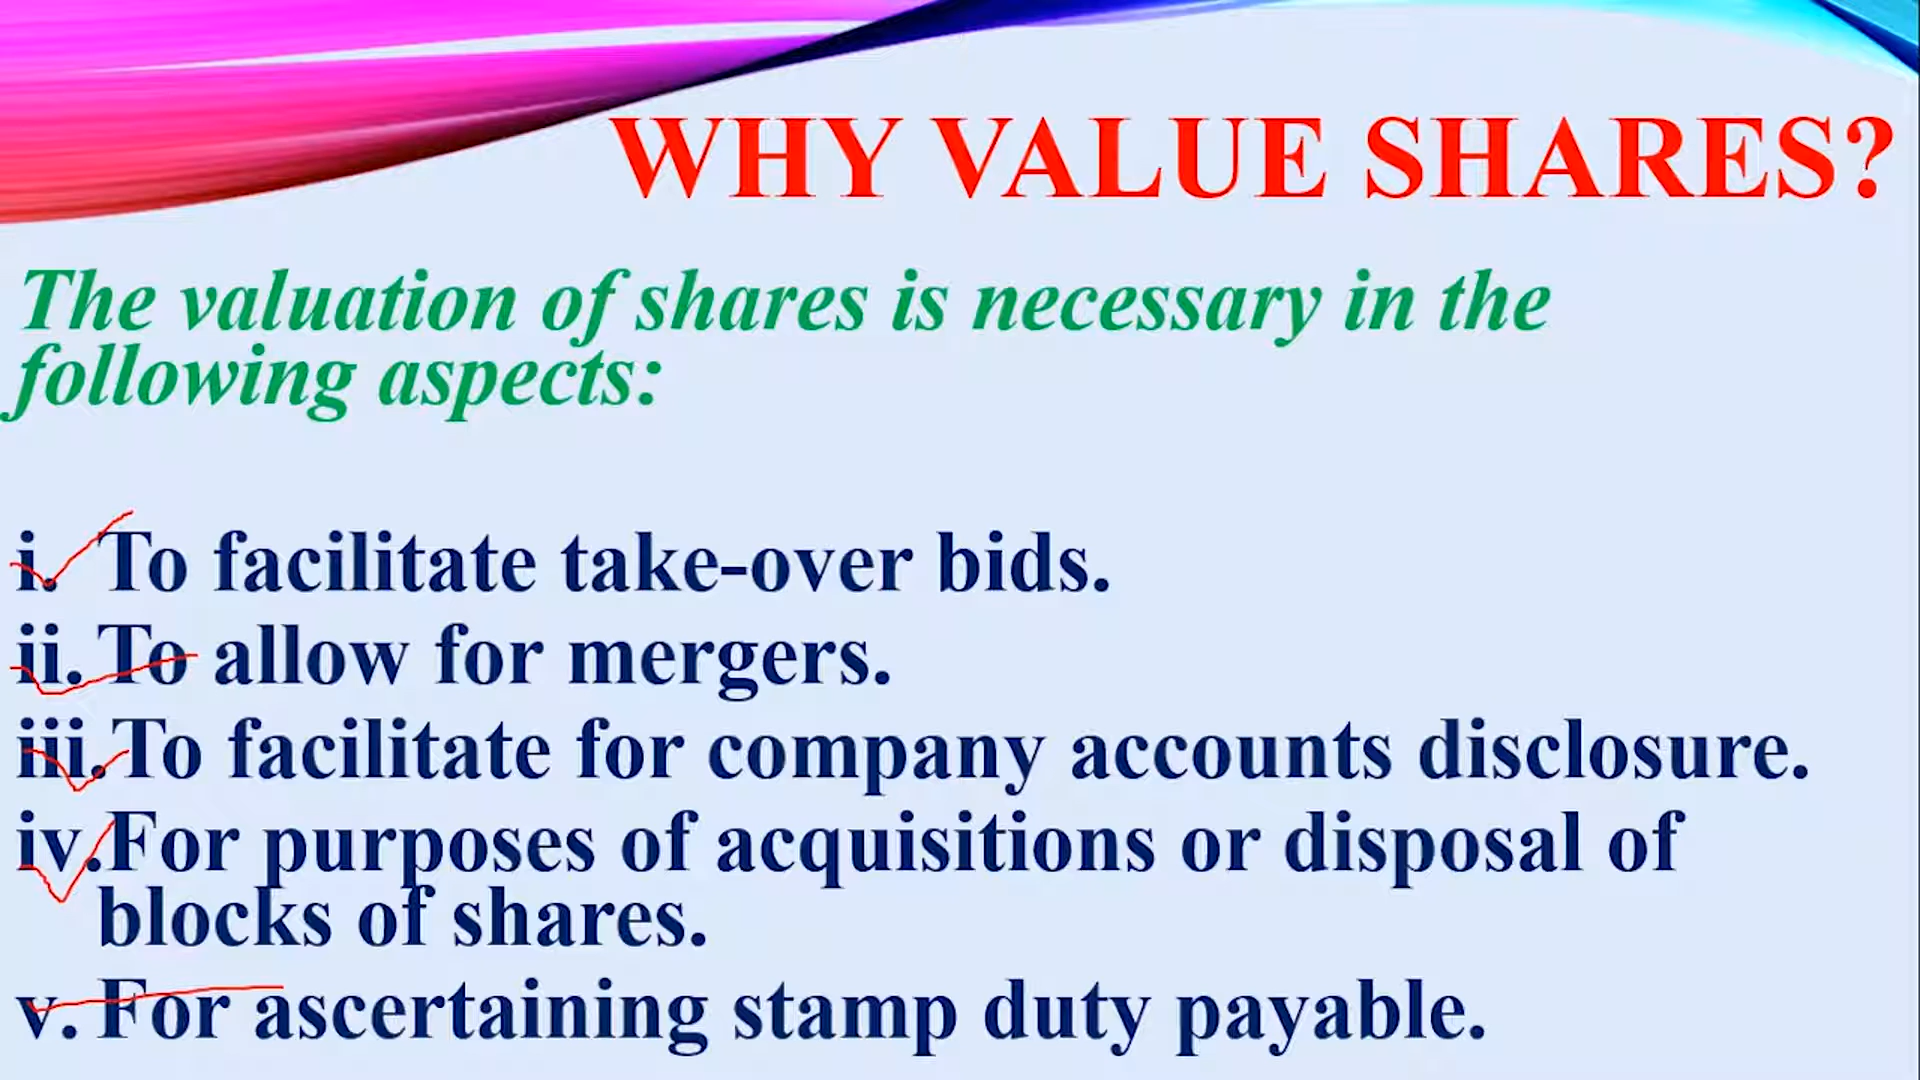 WHY VALUE SHARES?
The valuation of shares is necessary in the
following aspects:
i. To facilitate take-over bids.
ii. To allow for mergers.
iii.To facilitate for company accounts disclosure.
iv.For purposes of acquisitions or disposal of
blocks of shares.
v. For ascertaining stamp duty payable.